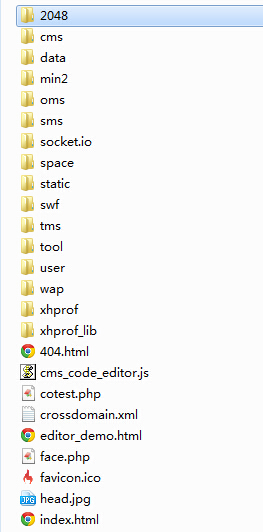 2048
cms
data
min2
oms
sms
socket.io
space
static
swf
tms
tool
user
wap
xhprof
xhprof_lib
404.html
cms_code_editor.js
cotest.php
crossdomain.xml
editor_demo.html
face.php
favicon.ico
head.jpg
index.html